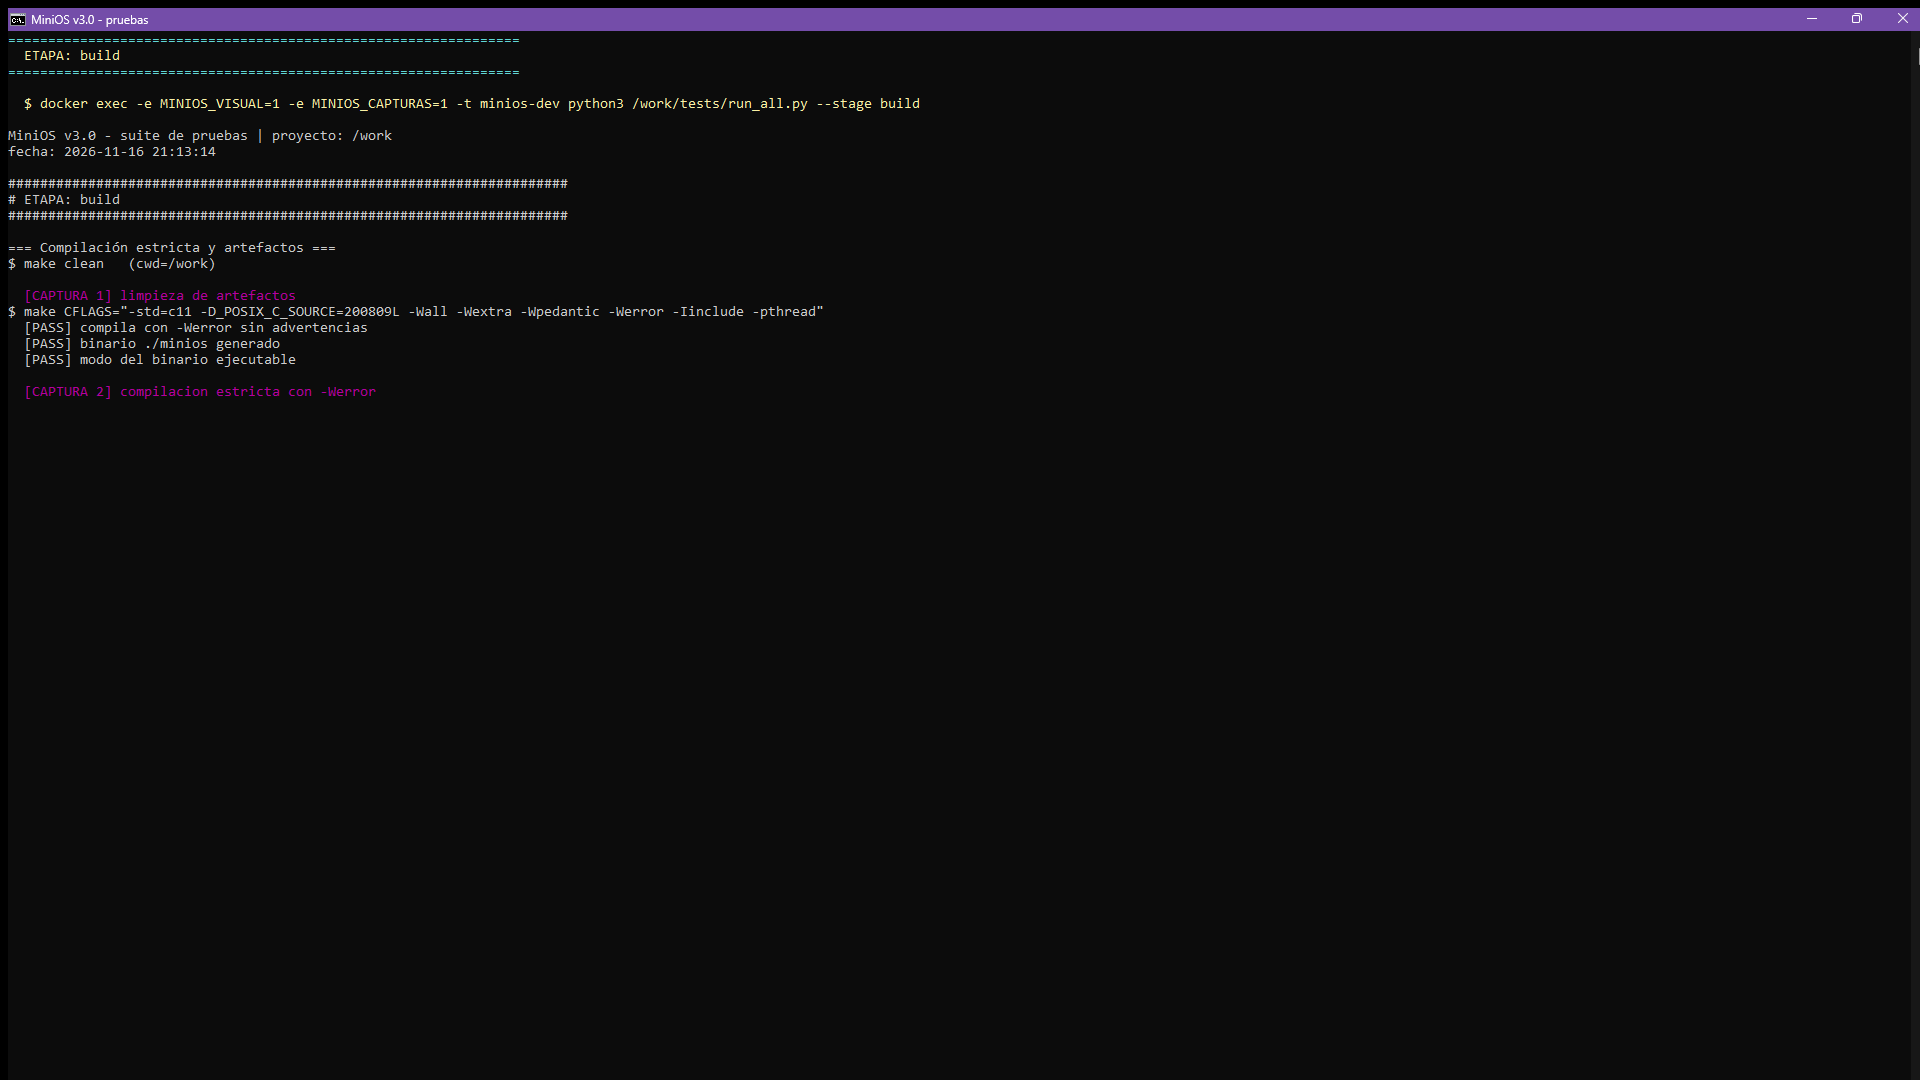 MiniOS v3.0 - pruebas
================================================================
ETAPA: build
================================================================
$ docker exec -e MINIOS_VISUAL=1 -e MINIOS_CAPTURAS=1 -t minios-dev python3 /work/tests/run_all.py --stage build
MiniOS v3.0 - suite de pruebas | proyecto: /work
fecha: 2026-11-16 21:13:14
######################################################################
# ETAPA: build
######################################################################
=== Compilación estricta y artefactos ===
$ make clean   (cwd=/work)
[CAPTURA 1] limpieza de artefactos
$ make CFLAGS="-std=c11 -D_POSIX_C_SOURCE=200809L -Wall -Wextra -Wpedantic -Werror -Iinclude -pthread"
[PASS] compila con -Werror sin advertencias
[PASS] binario ./minios generado
[PASS] modo del binario ejecutable
[CAPTURA 2] compilacion estricta con -Werror